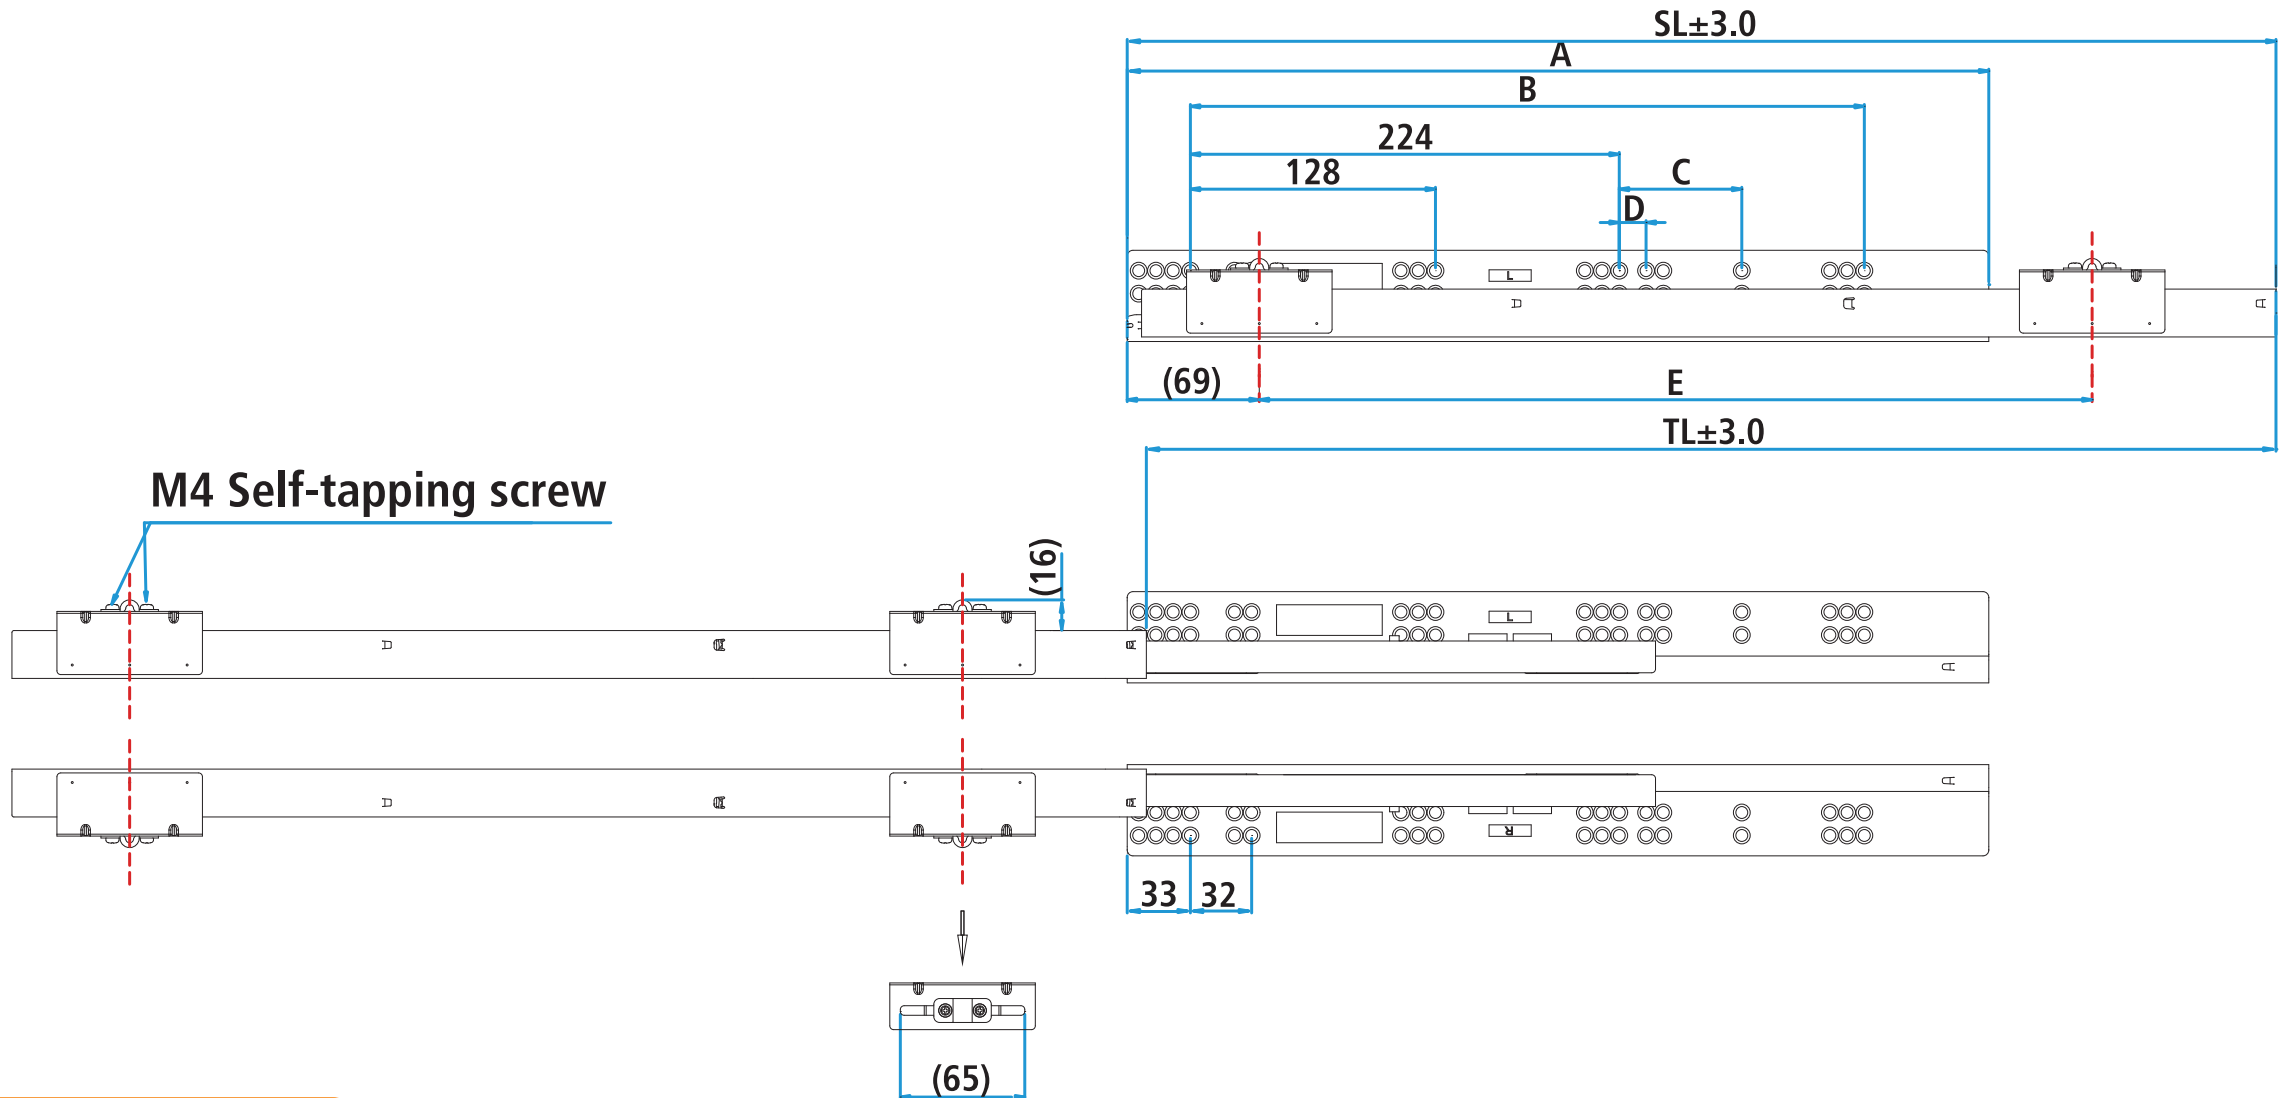 SL±3.0
A
B
224
128
C
D
L
(69)
E
TL±3.0
M4 Self-tapping screw
(16)
L
R
33
32
(65)